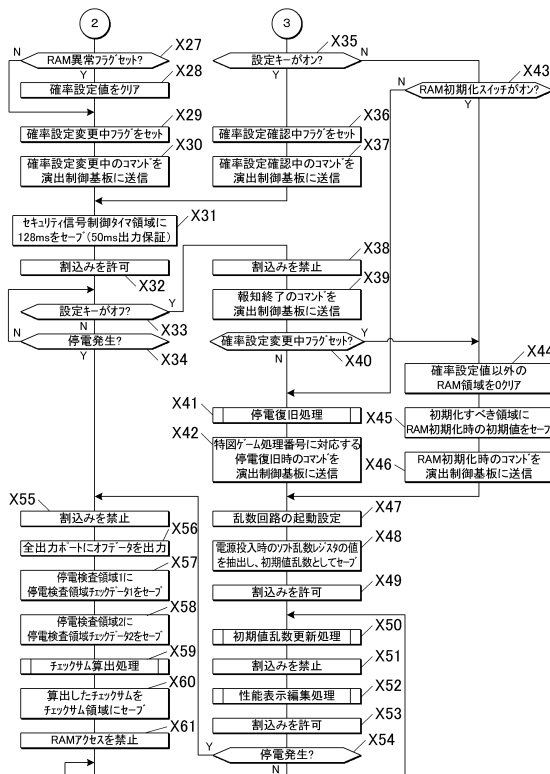 2
RAM異常フラグセット?
X27
N
Y
確率設定値をクリア
X28
確率設定変更中フラグをセット
X29
確率設定変更中のコマンドを
演出制御基板に送信
X30
セキュリティ信号制御タイマ領域に
128msをセーブ(50ms出力保証)
X31
割込みを許可
X32
設定キーがオフ?
X33
Y
N
停電発生?
X34
N
Y
3
設定キーがオン?
X35
N
Y
確率設定確認中フラグをセット
X36
確率設定確認中のコマンドを
演出制御基板に送信
X37
割込みを禁止
X38
報知終了のコマンドを
演出制御基板に送信
X39
確率設定変更中フラグセット?
X40
Y
N
停電復旧処理
X41
特図ゲーム処理番号に対応する
停電復旧時のコマンドを
演出制御基板に送信
X42
RAM初期化スイッチがオン?
X43
N
Y
確率設定値以外の
RAM領域を0クリア
X44
初期化すべき領域に
RAM初期化時の初期値をセーブ
X45
RAM初期化時のコマンドを
演出制御基板に送信
X46
乱数回路の起動設定
X47
電源投入時のソフト乱数レジスタの値
を抽出し、初期値乱数としてセーブ
X48
割込みを許可
X49
初期値乱数更新処理
X50
割込みを禁止
X51
性能表示編集処理
X52
割込みを許可
X53
停電発生?
X54
Y
N
割込みを禁止
X55
全出力ポートにオフデータを出力
X56
停電検査領域1に
停電検査領域チェックデータ1をセーブ
X57
停電検査領域2に
停電検査領域チェックデータ2をセーブ
X58
チェックサム算出処理
X59
算出したチェックサムを
チェックサム領域にセーブ
X60
RAMアクセスを禁止
X61